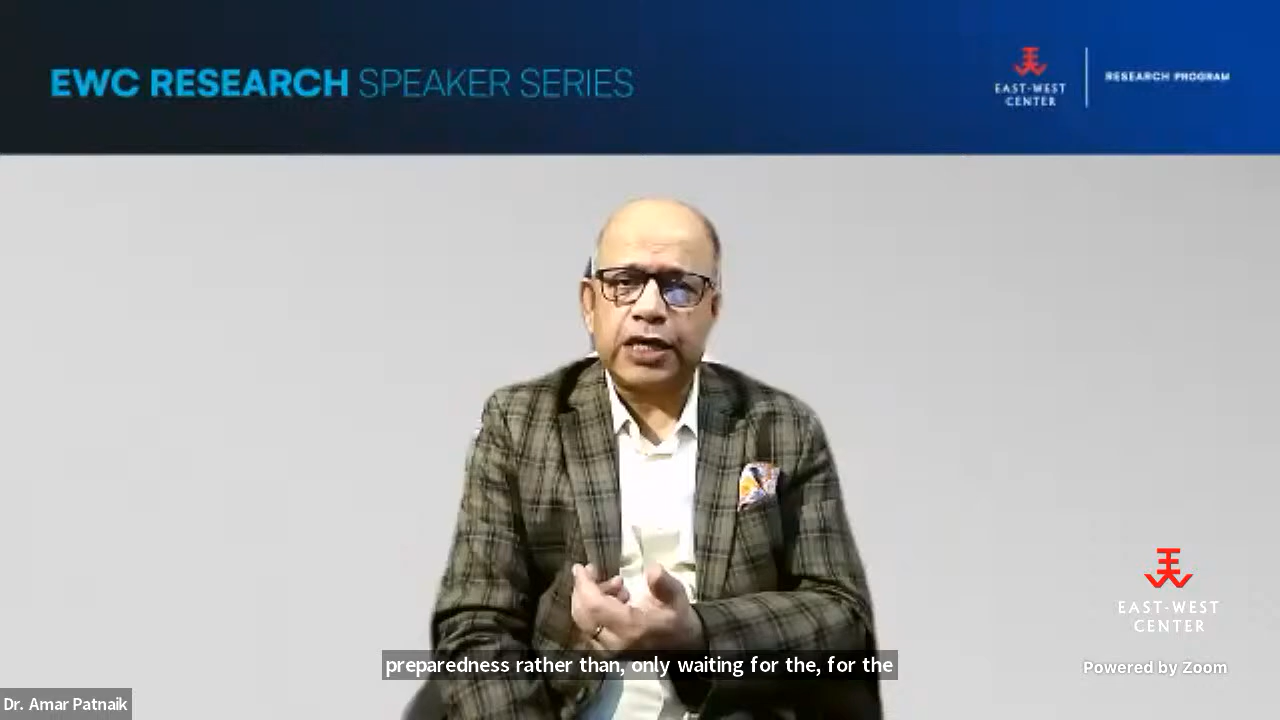 EWC RESEARCH SPEAKER SERIES
EAST-WEST
CENTER
RESEARCH PROGRAM
EAST-WEST
CENTER
preparedness rather than, only waiting for the, for the
Powered by Zoom
Dr. Amar Patnaik